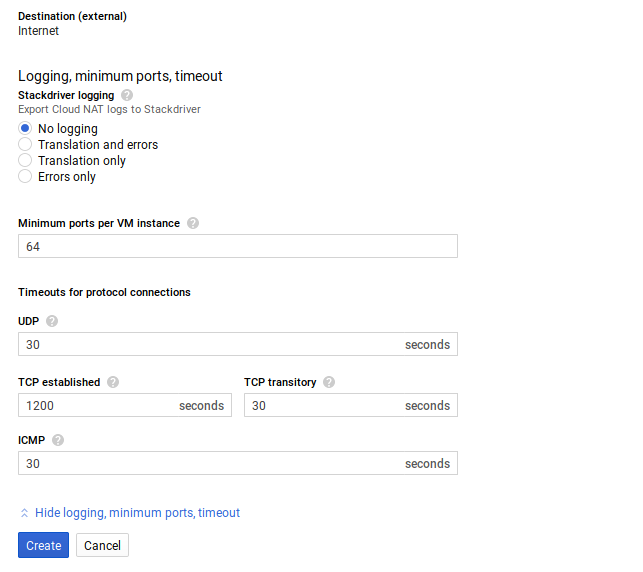 Destination (external)
Internet
Logging, minimum ports, timeout
Stackdriver logging ?
Export Cloud NAT logs to Stackdriver
No logging
Translation and errors
Translation only
Errors only
Minimum ports per VM instance ?
64
Timeouts for protocol connections
UDP ?
30 seconds
TCP established ? TCP transitory ?
1200 seconds 30 seconds
ICMP ?
30 seconds
Hide logging, minimum ports, timeout
Create Cancel